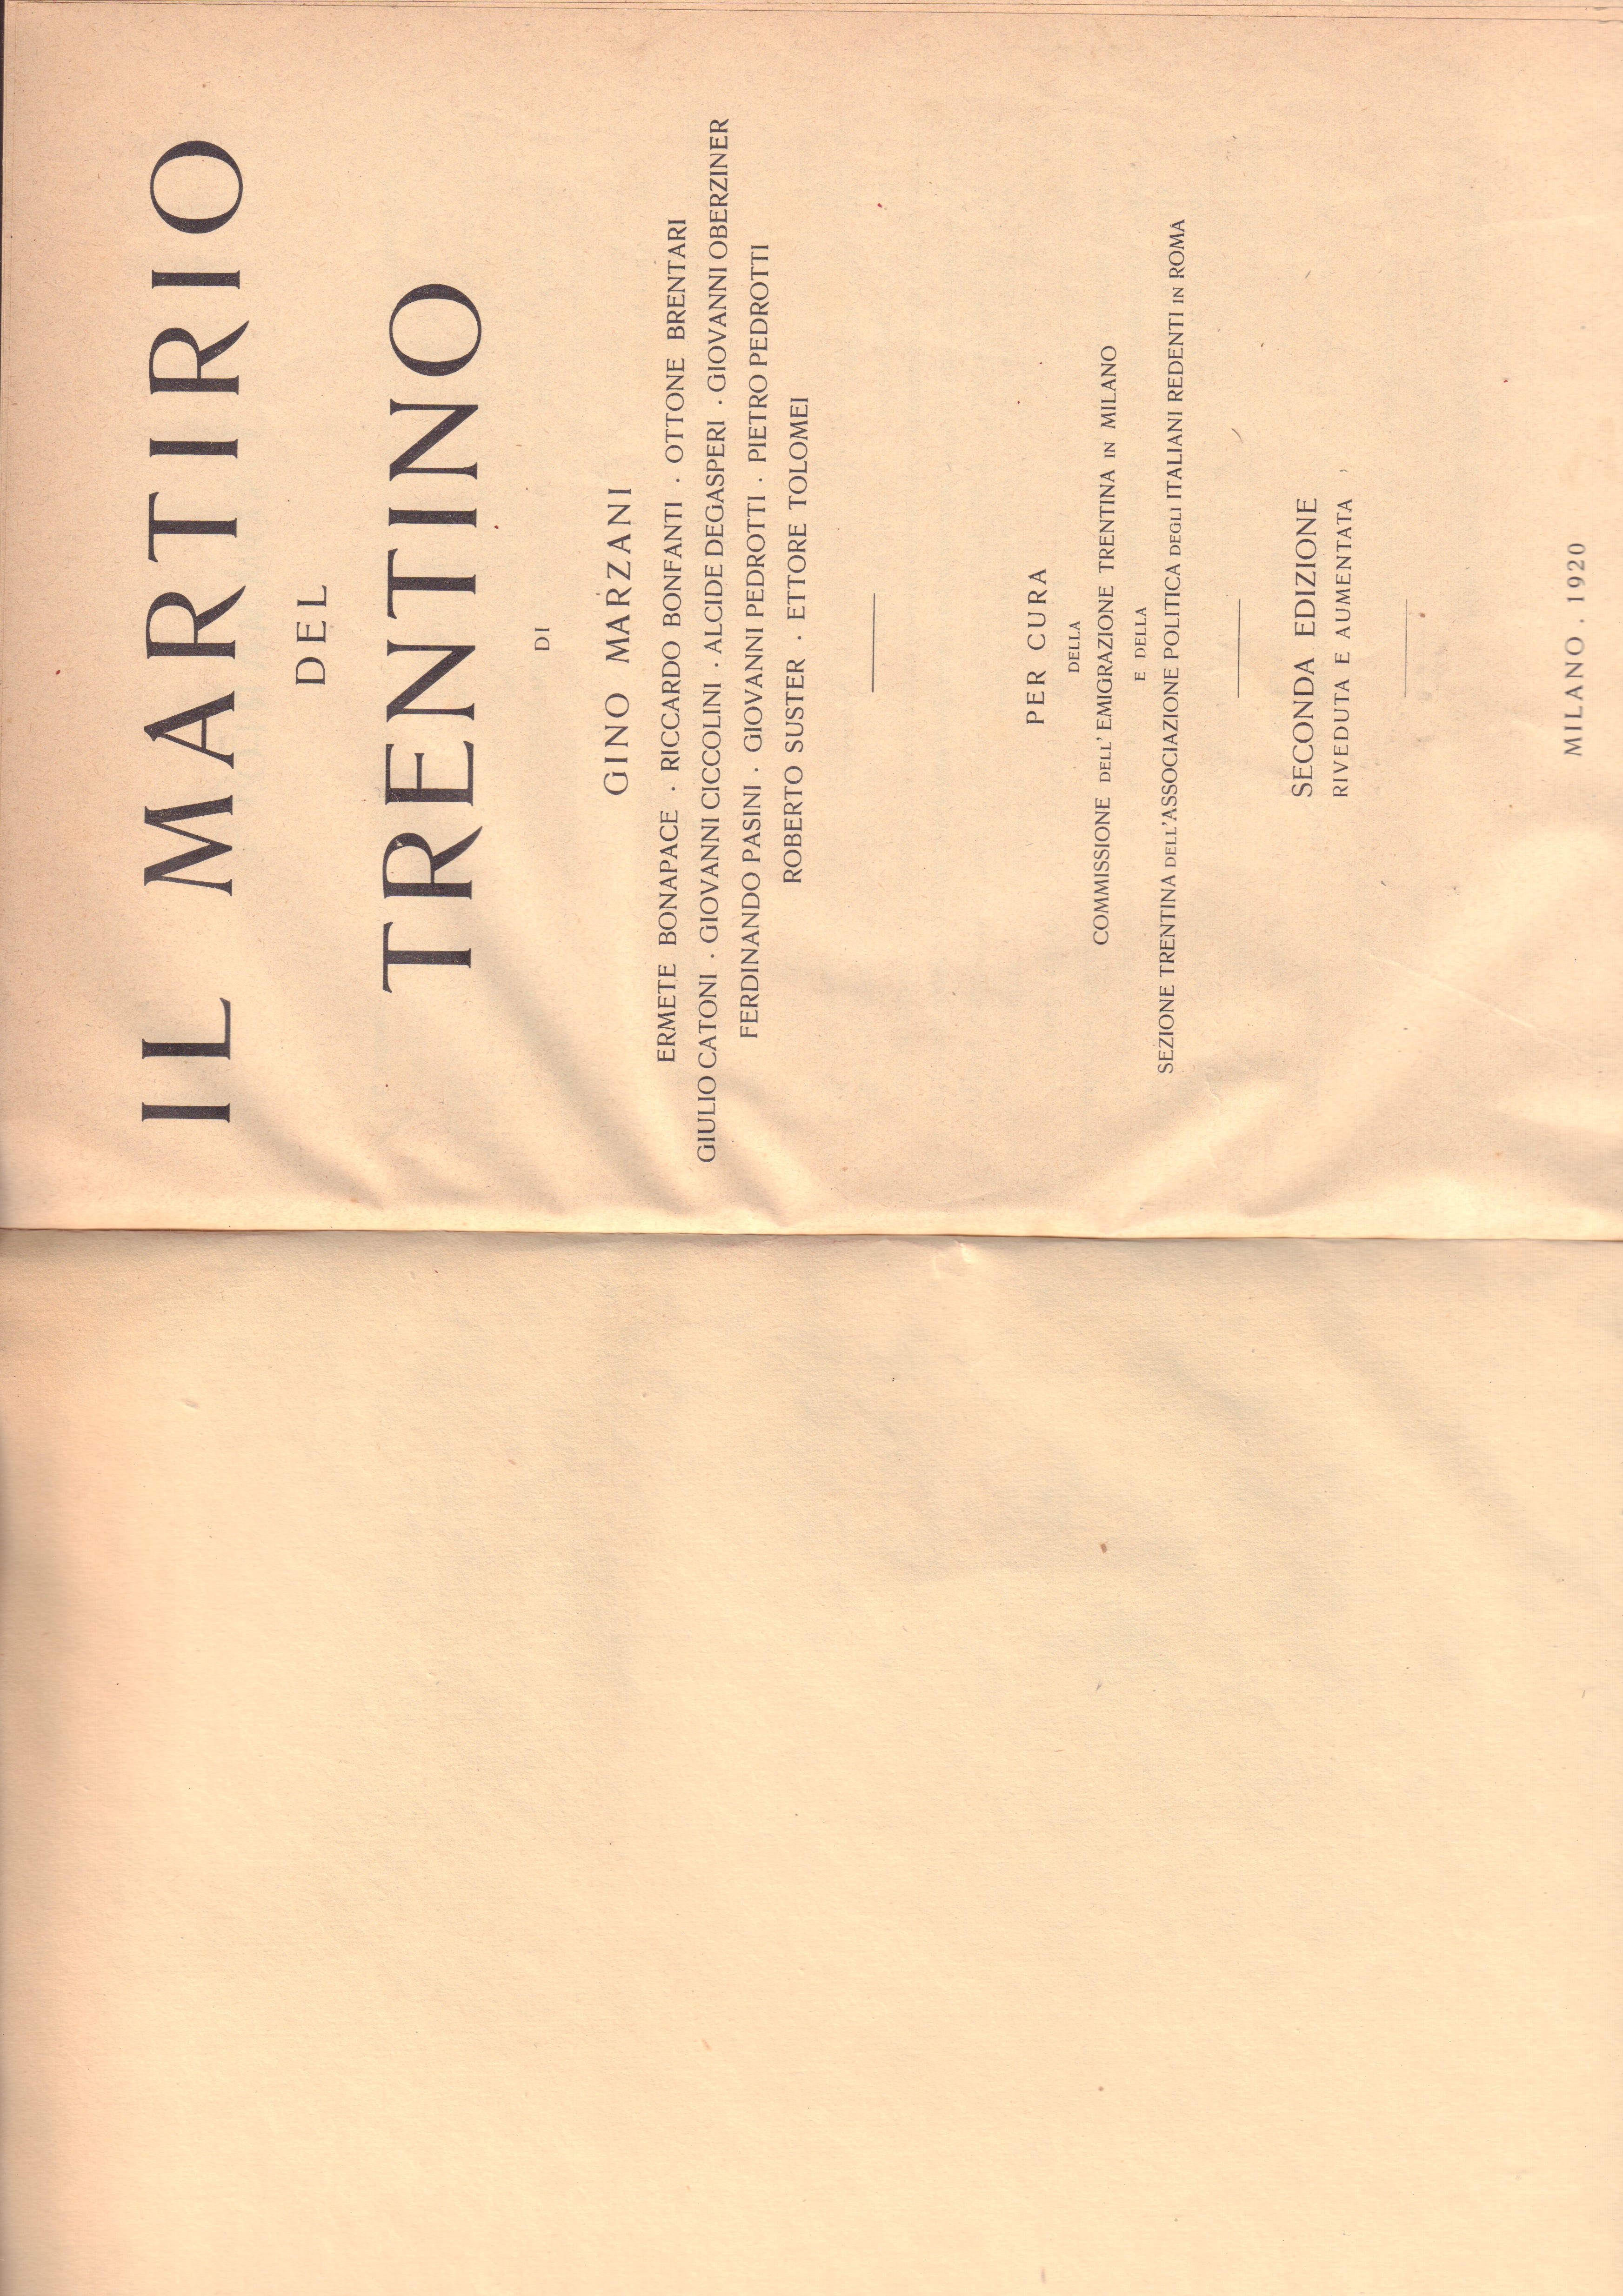 IL MARTIRIO
DEL
TRENTINO
DI
GINO MARZANI
ERMETE BONAPACE . RICCARDO BONFANTI . OTTONE BRENTARI
GIULIO CATONI . GIOVANNI CICCOLINI . ALCIDE DEGASPERI . GIOVANNI OBERZINER
FERDINANDO PASINI . GIOVANNI PEDROTTI . PIETRO PEDROTTI
ROBERTO SUSTER . ETTORE TOLOMEI
PER CURA
DELLA
COMMISSIONE DELL' EMIGRAZIONE TRENTINA IN MILANO
E DELLA
SEZIONE TRENTINA DELL'ASSOCIAZIONE POLITICA DEGLI ITALIANI REDENTI IN ROMA
SECONDA EDIZIONE
RIVEDUTA E AUMENTATA
MILANO . 1920